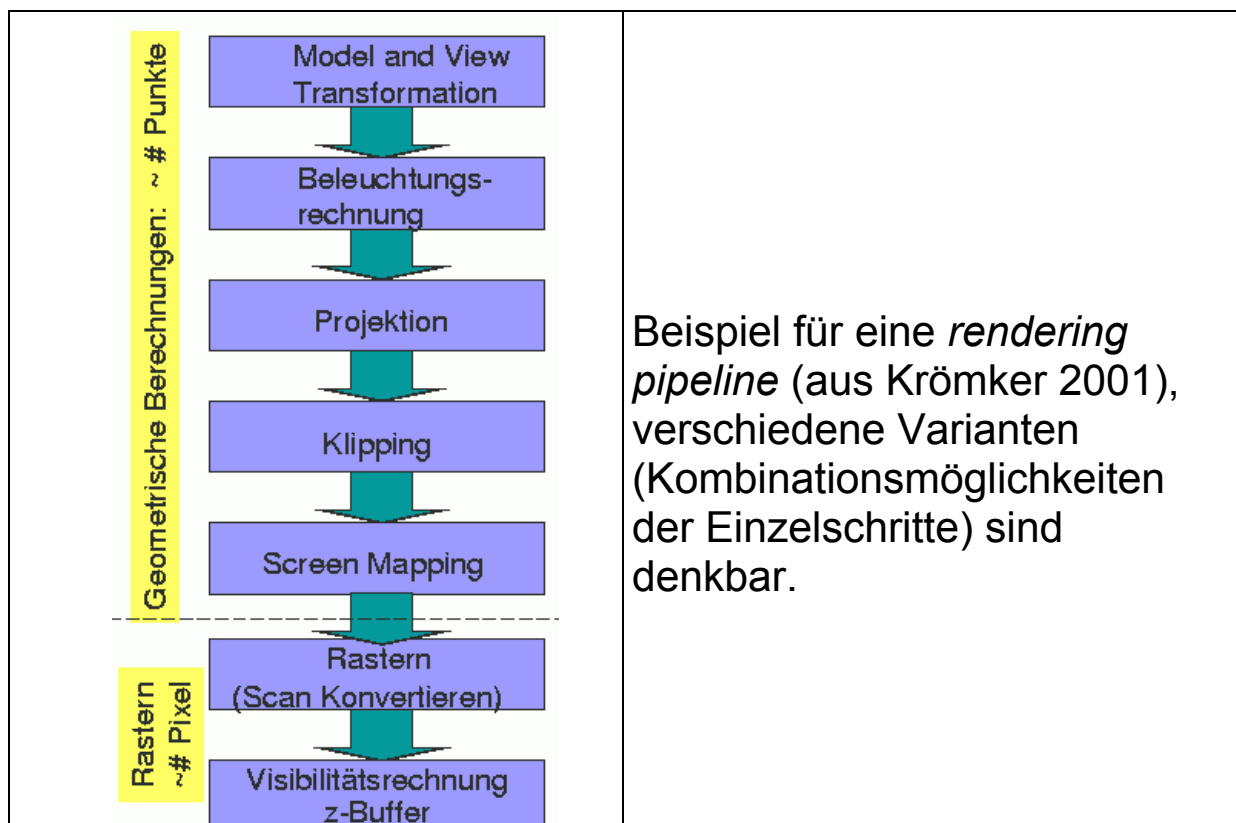 Geometrische Berechnungen: ~ # Punkte
Model and View
Transformation
Beleuchtungs-
rechnung
Projektion
Klipping
Screen Mapping
Rastern
~# Pixel
Rastern
(Scan Konvertieren)
Visibilitätsrechnung
z-Buffer
Beispiel für eine rendering
pipeline (aus Krömker 2001),
verschiedene Varianten
(Kombinationsmöglichkeiten
der Einzelschritte) sind
denkbar.